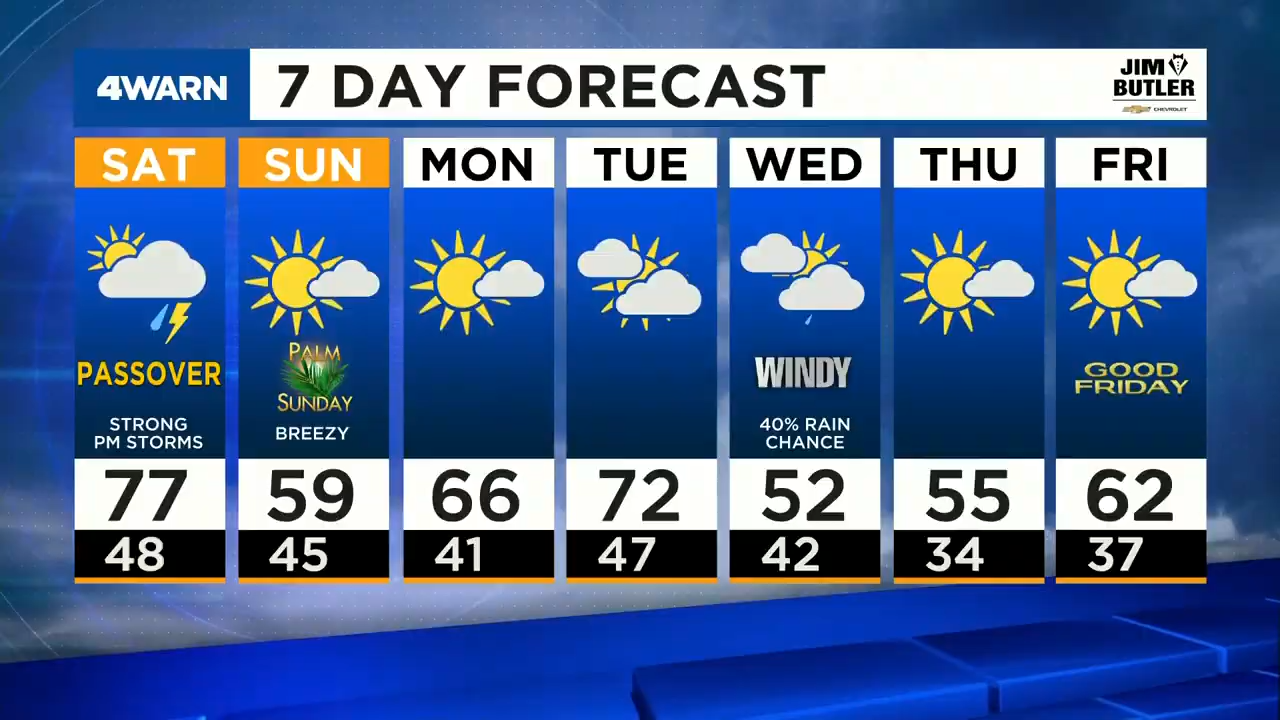 4WARN
7 DAY FORECAST
JIM
BUTLER
CHEVROLET
SAT
SUN
MON
TUE
WED
THU
FRI
PASSOVER
STRONG
PM STORMS
PALM
SUNDAY
BREEZY
WINDY
40% RAIN
CHANCE
GOOD
FRIDAY
77
59
66
72
52
55
62
48
45
41
47
42
34
37